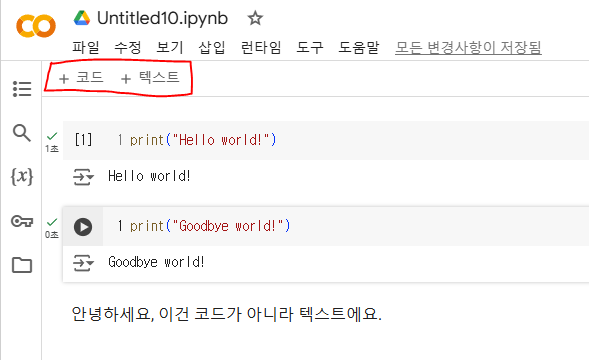 Untitled10.ipynb
파일 수정 보기 삽입 런타임 도구 도움말 모든 변경사항이 저장됨
+ 코드 + 텍스트
[1] 1 print("Hello world!")
1초
Hello world!
1 print("Goodbye world!")
0초
Goodbye world!
안녕하세요, 이건 코드가 아니라 텍스트에요.
{x}